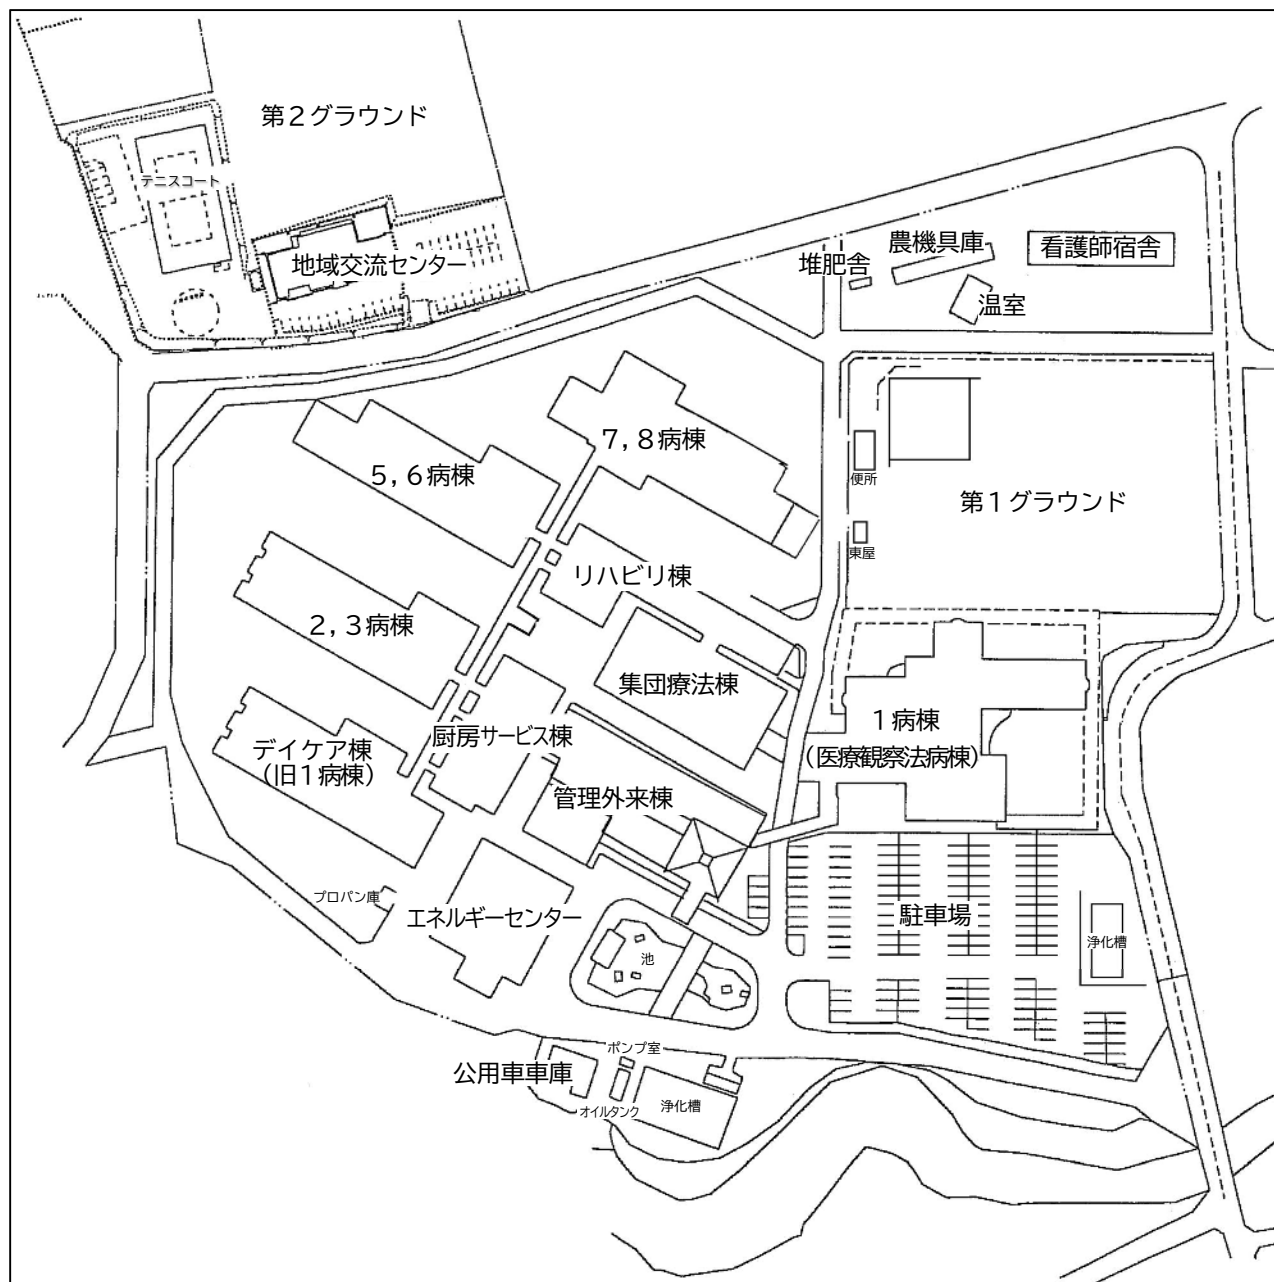 第２グラウンド
テニスコート
地域交流センター
農機具庫
看護師宿舎
堆肥舎
温室
７，８病棟
５，６病棟
便所
第１グラウンド
東屋
リハビリ棟
２，３病棟
集団療法棟
１病棟
（医療観察法病棟）
厨房サービス棟
デイケア棟
（旧１病棟）
管理外来棟
プロパン庫
エネルギーセンター
駐車場
浄化槽
池
ポンプ室
公用車車庫
オイルタンク
浄化槽